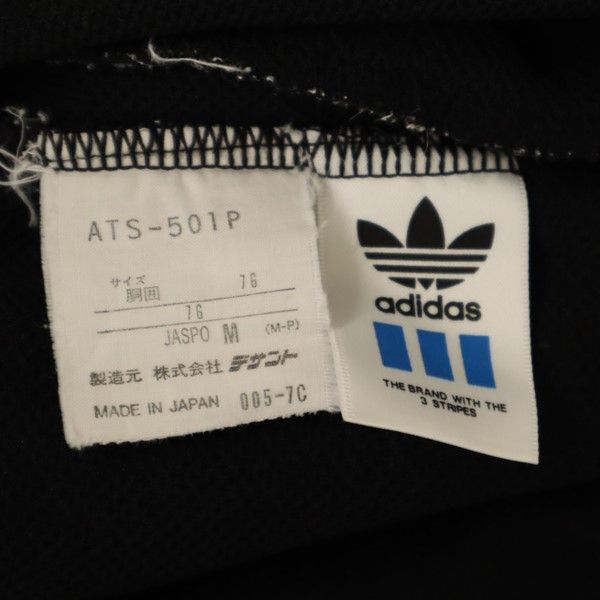 ATS-501P
サイズ
胴囲 76
76
JASPO M (M-P)
製造元 株式会社 デサント
MADE IN JAPAN 005-7C
adidas
THE BRAND WITH THE
3 STRIPES